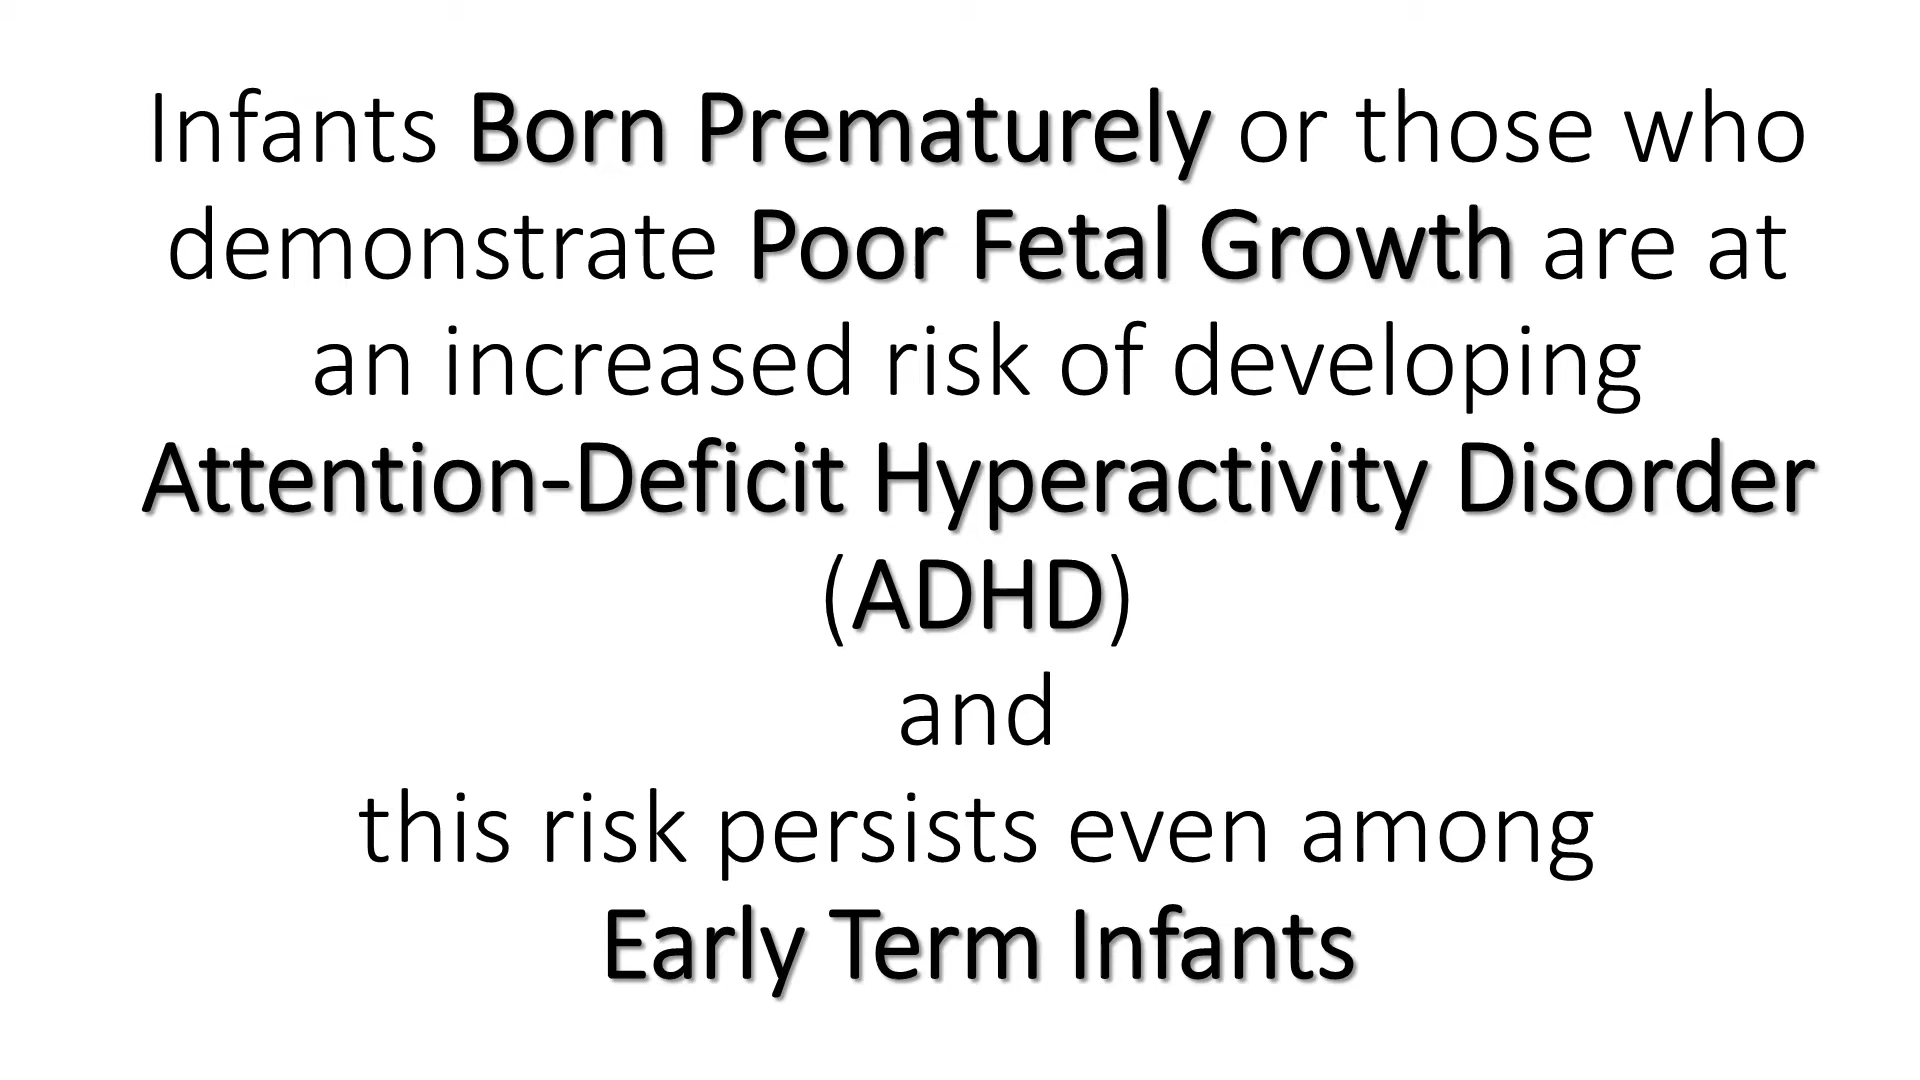 Infants Born Prematurely or those who
demonstrate Poor Fetal Growth are at
an increased risk of developing
Attention-Deficit Hyperactivity Disorder
(ADHD)
and
this risk persists even among
Early Term Infants